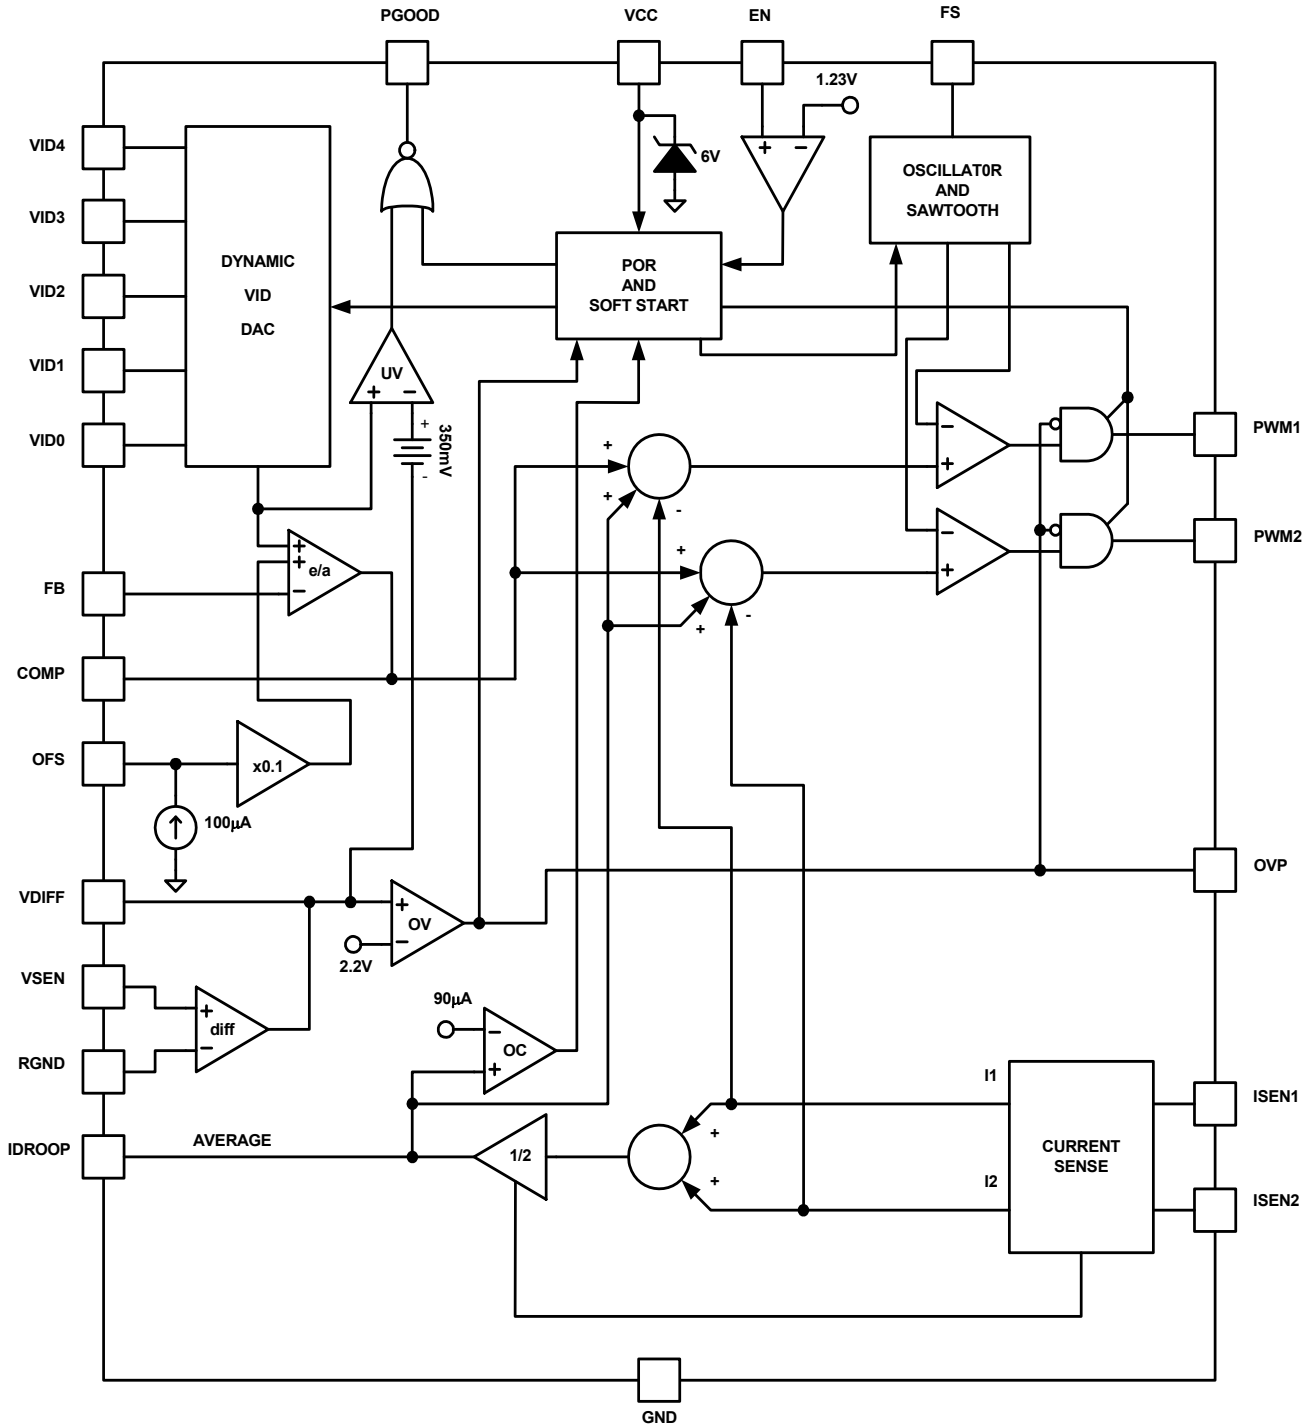 PGOOD
VCC
EN
FS
1.23V
VID4
6V
+
−
OSCILLAT0R
AND
SAWTOOTH
VID3
DYNAMIC
VID
DAC
POR
AND
SOFT START
VID2
VID1
UV
+
−
+
350mV
-
VID0
+
+
-
−
+
PWM1
+
+
-
+
−
+
PWM2
+
+
−
e/a
FB
COMP
OFS
x0.1
100µA
VDIFF
+
−
OV
2.2V
OVP
VSEN
+
−
diff
RGND
90µA
−
+
OC
I1
ISEN1
IDROOP
AVERAGE
1/2
+
+
CURRENT
SENSE
I2
ISEN2
GND